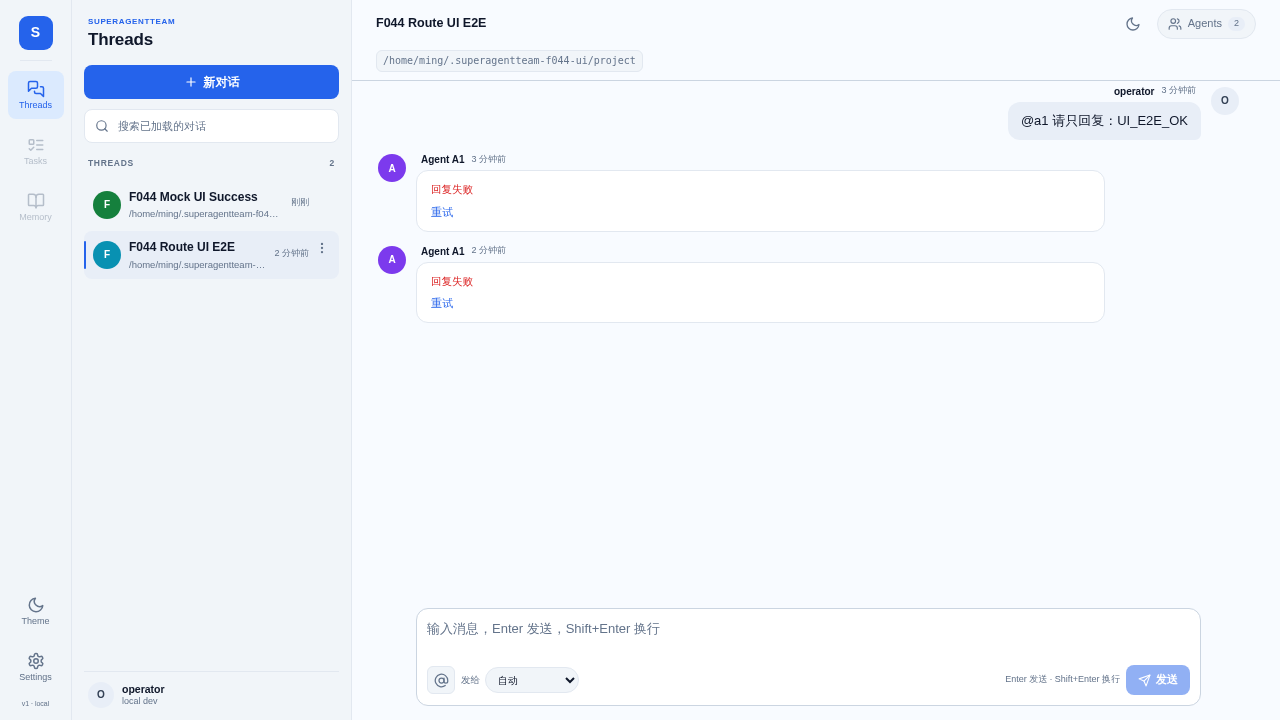 S
Threads
Tasks
Memory
Theme
Settings
v1 · local
SUPERAGENTTEAM
Threads
新对话
搜索已加载的对话
THREADS 2
F
F044 Mock UI Success
刚刚
/home/ming/.superagentteam-f04…
F
F044 Route UI E2E
2 分钟前
/home/ming/.superagentteam-…
O
operator
local dev
F044 Route UI E2E
Agents 2
/home/ming/.superagentteam-f044-ui/project
operator 3 分钟前
O
@a1 请只回复：UI_E2E_OK
A
Agent A1 3 分钟前
回复失败
重试
A
Agent A1 2 分钟前
回复失败
重试
输入消息，Enter 发送，Shift+Enter 换行
发给 自动
Enter 发送 · Shift+Enter 换行
发送